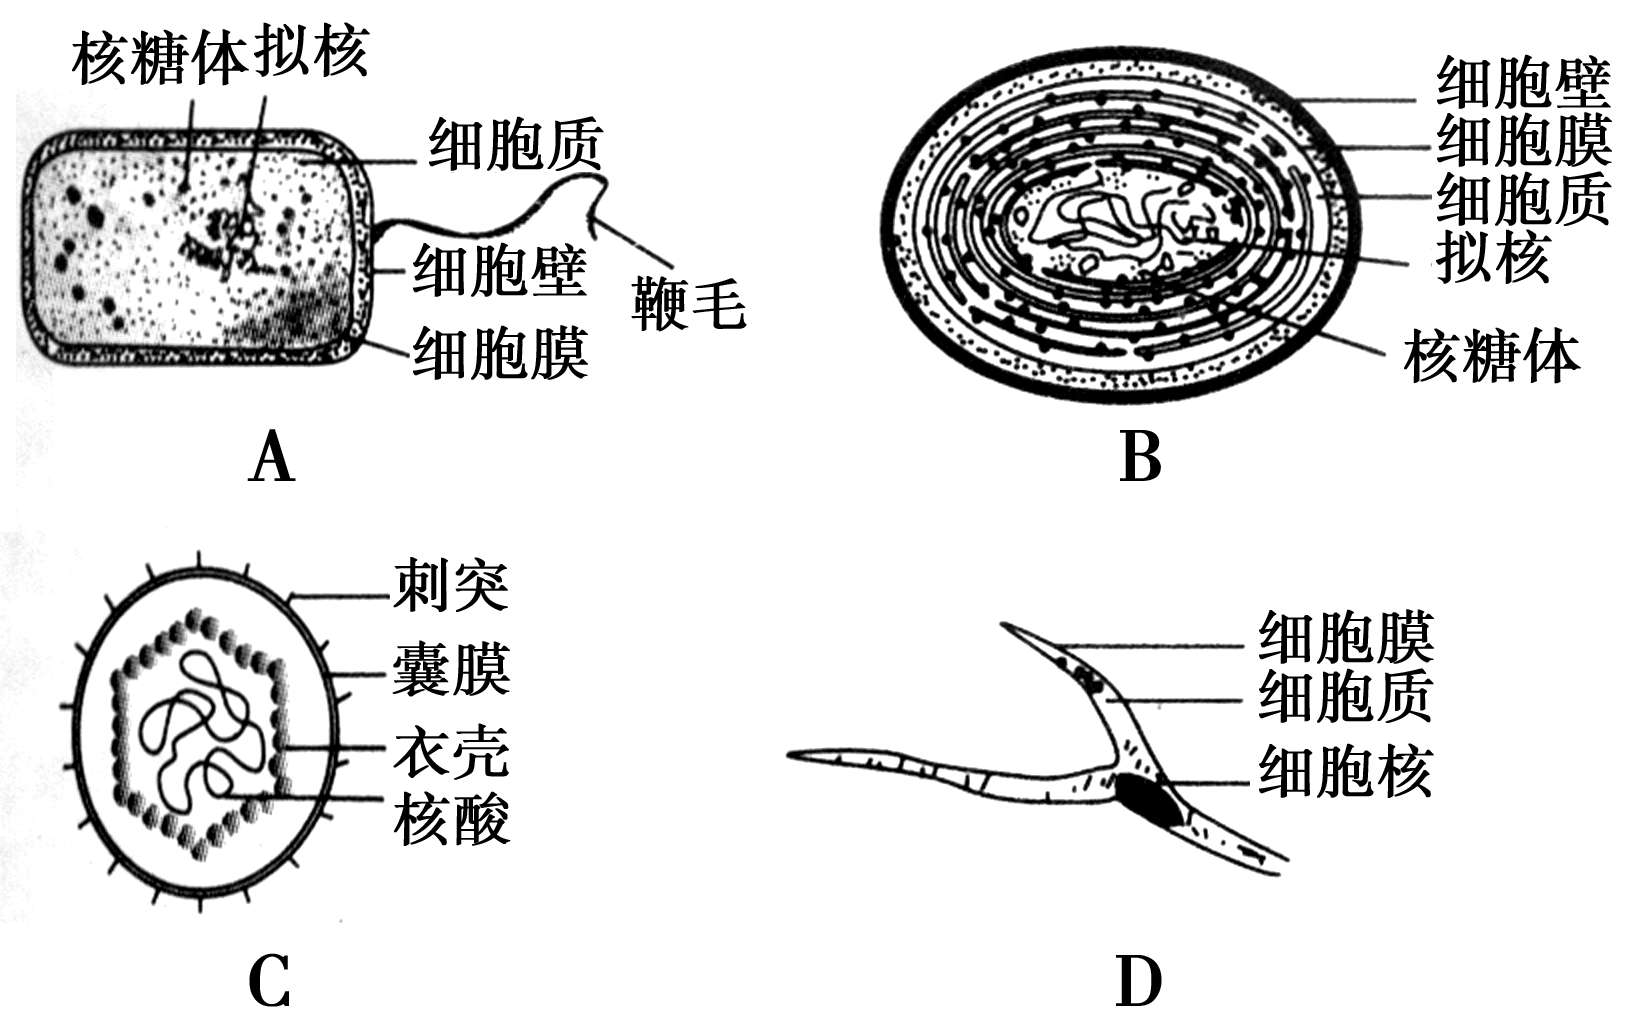 核糖体
拟核
细胞质
细胞壁
细胞膜
鞭毛
A
细胞壁
细胞膜
细胞质
拟核
核糖体
B
刺突
囊膜
衣壳
核酸
C
细胞膜
细胞质
细胞核
D